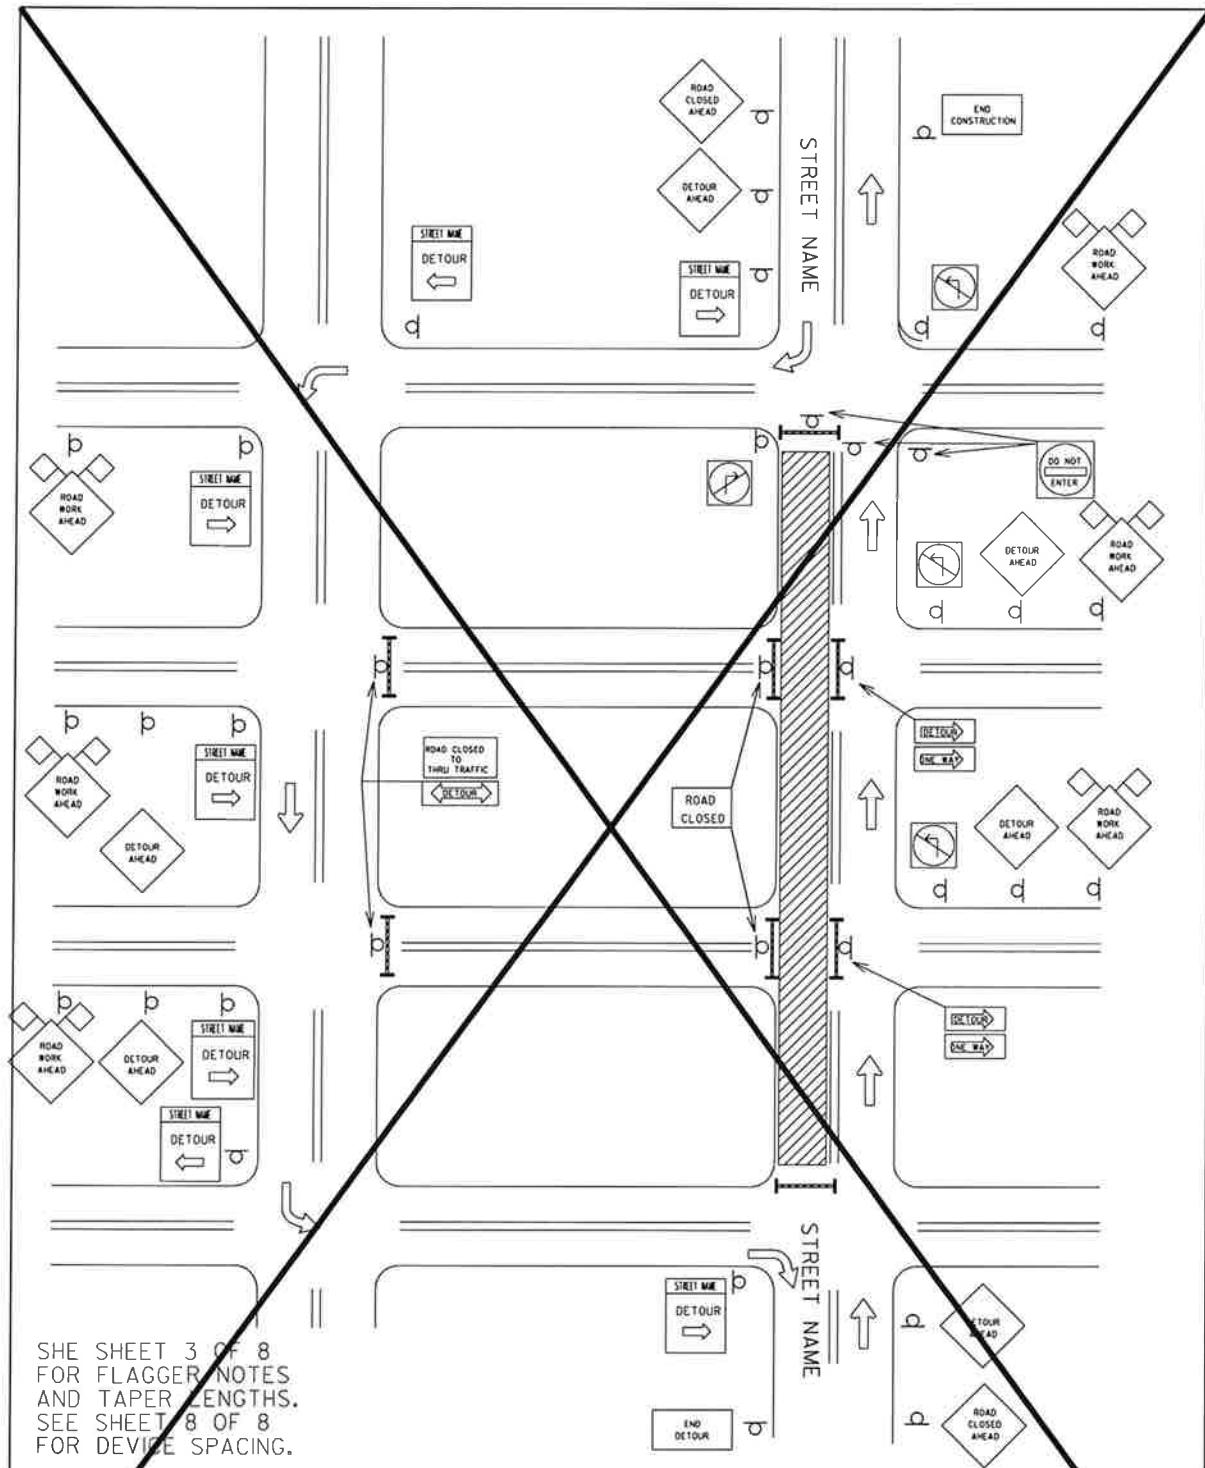 ROAD
CLOSED
AHEAD
END
CONSTRUCTION
STREET NAME
DETOUR
AHEAD
STREET NAME
DETOUR
STREET NAME
DETOUR
ROAD
WORK
AHEAD
ROAD
WORK
AHEAD
STREET NAME
DETOUR
DO NOT
ENTER
DETOUR
AHEAD
ROAD
WORK
AHEAD
ROAD
WORK
AHEAD
STREET NAME
DETOUR
DETOUR
AHEAD
ROAD CLOSED
TO
THRU TRAFFIC
DETOUR
ROAD
CLOSED
DETOUR
ONE WAY
DETOUR
AHEAD
ROAD
WORK
AHEAD
ROAD
WORK
AHEAD
DETOUR
AHEAD
STREET NAME
DETOUR
STREET NAME
DETOUR
DETOUR
ONE WAY
STREET NAME
STREET NAME
DETOUR
DETOUR
AHEAD
END
DETOUR
ROAD
CLOSED
AHEAD
SHE SHEET 3 OF 8
FOR FLAGGER NOTES
AND TAPER LENGTHS.
SEE SHEET 8 OF 8
FOR DEVICE SPACING.